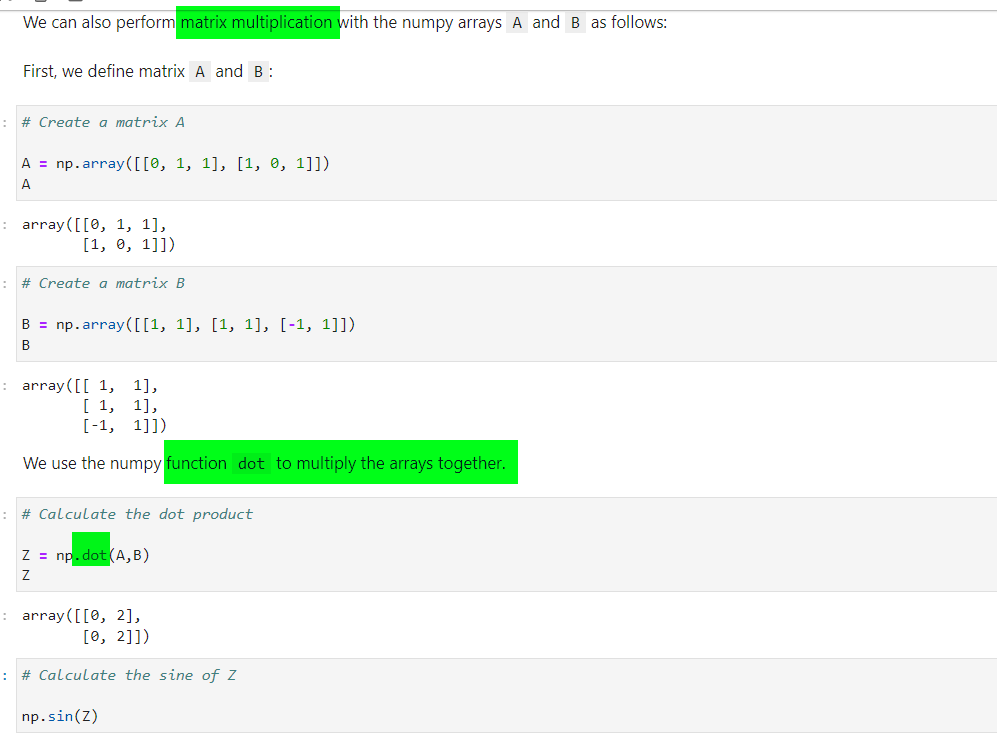 We can also perform matrix multiplication with the numpy arrays A and B as follows:
First, we define matrix A and B:
: # Create a matrix A
A = np.array([[0, 1, 1], [1, 0, 1]])
A
: array([[0, 1, 1],
[1, 0, 1]])
: # Create a matrix B
B = np.array([[1, 1], [1, 1], [-1, 1]])
B
: array([[ 1, 1],
[ 1, 1],
[-1, 1]])
We use the numpy function dot to multiply the arrays together.
: # Calculate the dot product
Z = np.dot(A,B)
Z
: array([[0, 2],
[0, 2]])
: # Calculate the sine of Z
np.sin(Z)